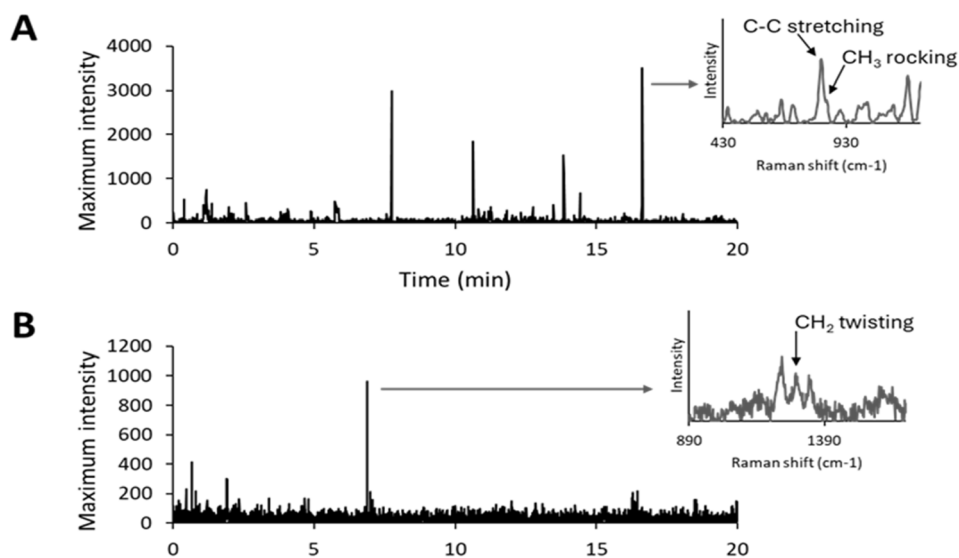 A
Maximum intensity
4000
3000
2000
1000
0
0 5 10 15 20
Time (min)
C-C stretching
CH₃ rocking
Intensity
430 930
Raman shift (cm-1)
B
Maximum intensity
1200
1000
800
600
400
200
0
0 5 10 15 20
CH₂ twisting
Intensity
890 1390
Raman shift (cm-1)